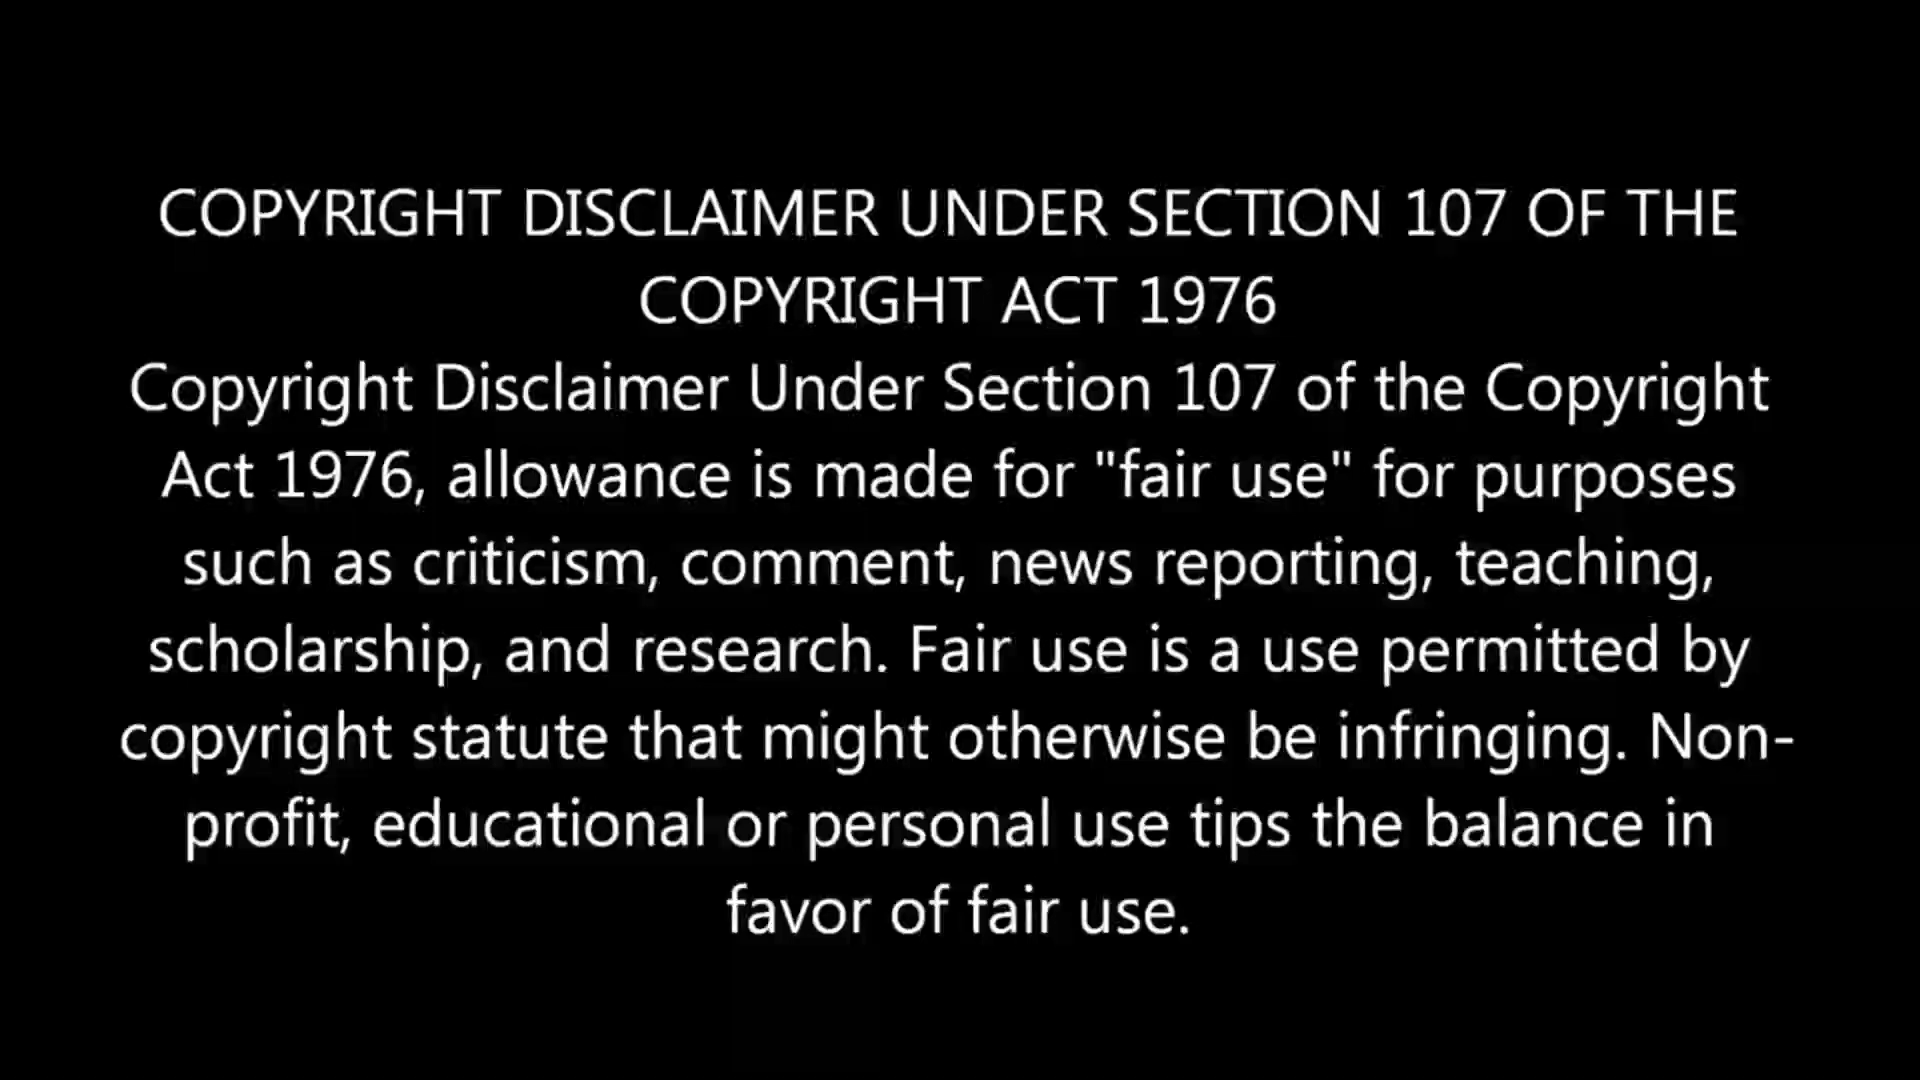 COPYRIGHT DISCLAIMER UNDER SECTION 107 OF THE
COPYRIGHT ACT 1976
Copyright Disclaimer Under Section 107 of the Copyright
Act 1976, allowance is made for "fair use" for purposes
such as criticism, comment, news reporting, teaching,
scholarship, and research. Fair use is a use permitted by
copyright statute that might otherwise be infringing. Non-
profit, educational or personal use tips the balance in
favor of fair use.